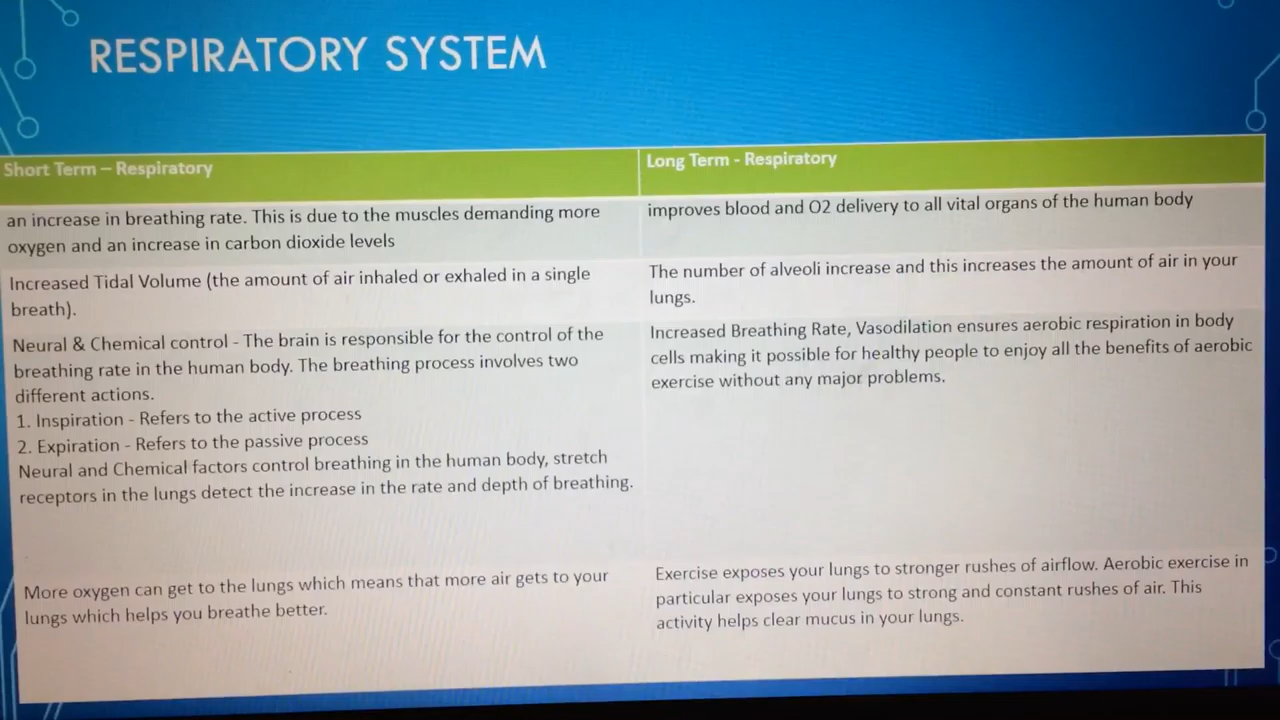 RESPIRATORY SYSTEM
Short Term – Respiratory
Long Term - Respiratory
an increase in breathing rate. This is due to the muscles demanding more
oxygen and an increase in carbon dioxide levels
improves blood and O2 delivery to all vital organs of the human body
Increased Tidal Volume (the amount of air inhaled or exhaled in a single
breath).
The number of alveoli increase and this increases the amount of air in your
lungs.
Neural & Chemical control - The brain is responsible for the control of the
breathing rate in the human body. The breathing process involves two
different actions.
1. Inspiration - Refers to the active process
2. Expiration - Refers to the passive process
Neural and Chemical factors control breathing in the human body, stretch
receptors in the lungs detect the increase in the rate and depth of breathing.
Increased Breathing Rate, Vasodilation ensures aerobic respiration in body
cells making it possible for healthy people to enjoy all the benefits of aerobic
exercise without any major problems.
More oxygen can get to the lungs which means that more air gets to your
lungs which helps you breathe better.
Exercise exposes your lungs to stronger rushes of airflow. Aerobic exercise in
particular exposes your lungs to strong and constant rushes of air. This
activity helps clear mucus in your lungs.